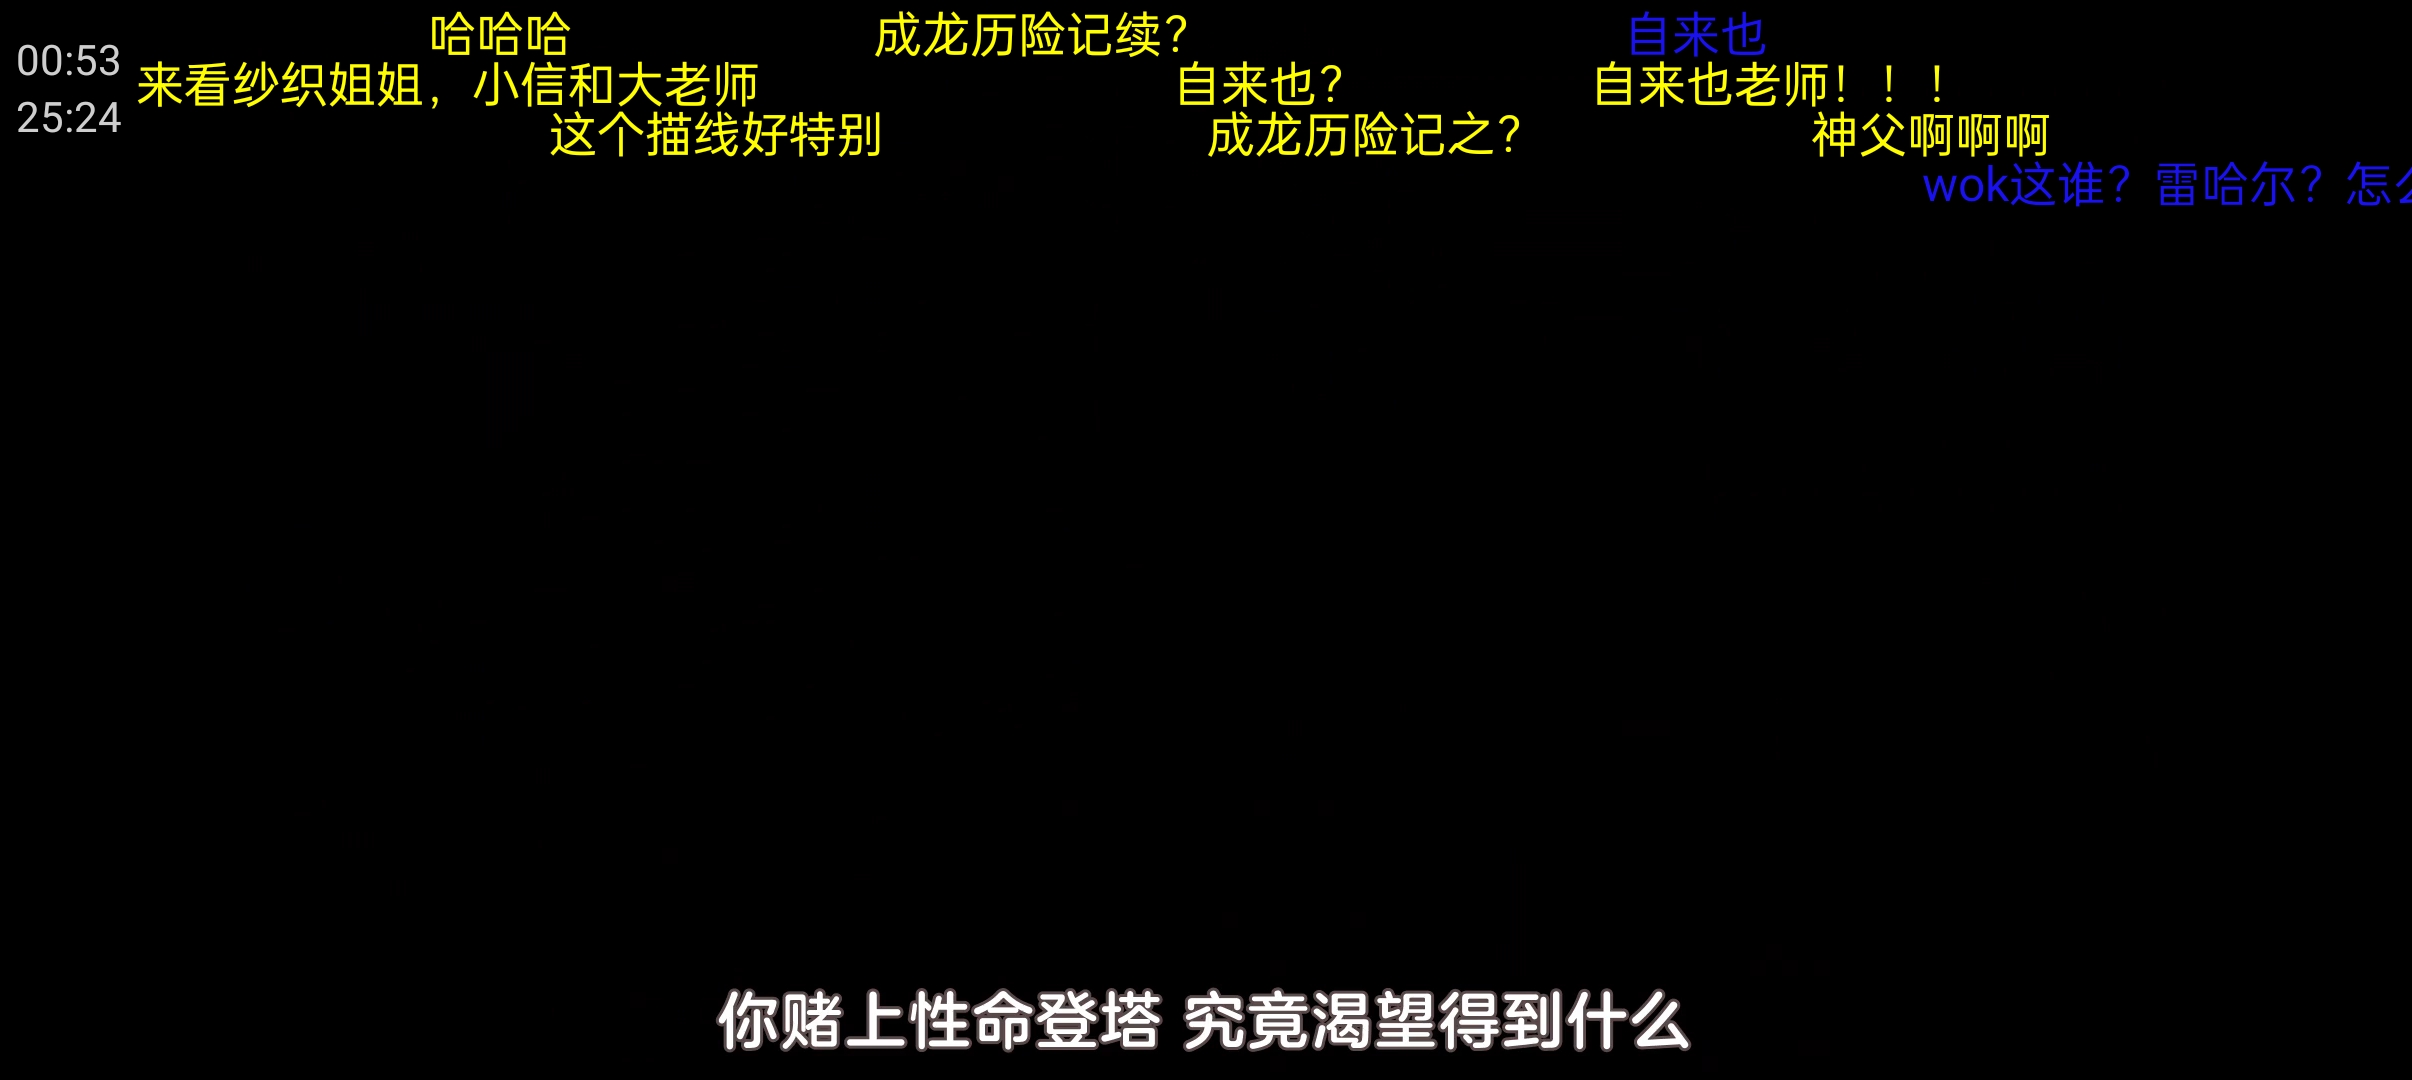 哈哈哈 成龙历险记续？ 自来也
00:53
来看纱织姐姐，小信和大老师 自来也？ 自来也老师！！！
25:24
这个描线好特别 成龙历险记之？ 神父啊啊啊
wok这谁？雷哈尔？怎
你赌上性命登塔 究竟渴望得到什么